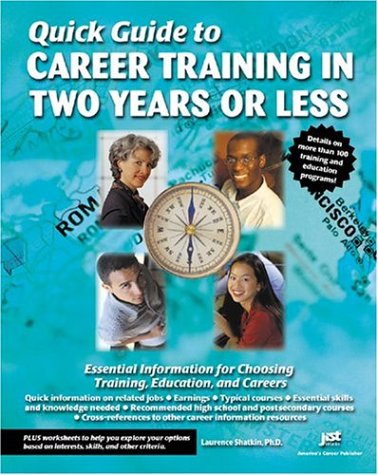 Quick Guide to
CAREER TRAINING IN
TWO YEARS OR LESS
Details on
more than 100
training and
education
programs!
ROM
Berkeley
CISCO
Palo Al
Essential Information for Choosing
Training, Education, and Careers
Quick information on related jobs • Earnings • Typical courses • Essential skills
and knowledge needed • Recommended high school and postsecondary courses
• Cross-references to other career information resources
PLUS worksheets to help you explore your options
based on interests, skills, and other criteria.
Laurence Shatkin, Ph.D.
jist
America's Career Publisher